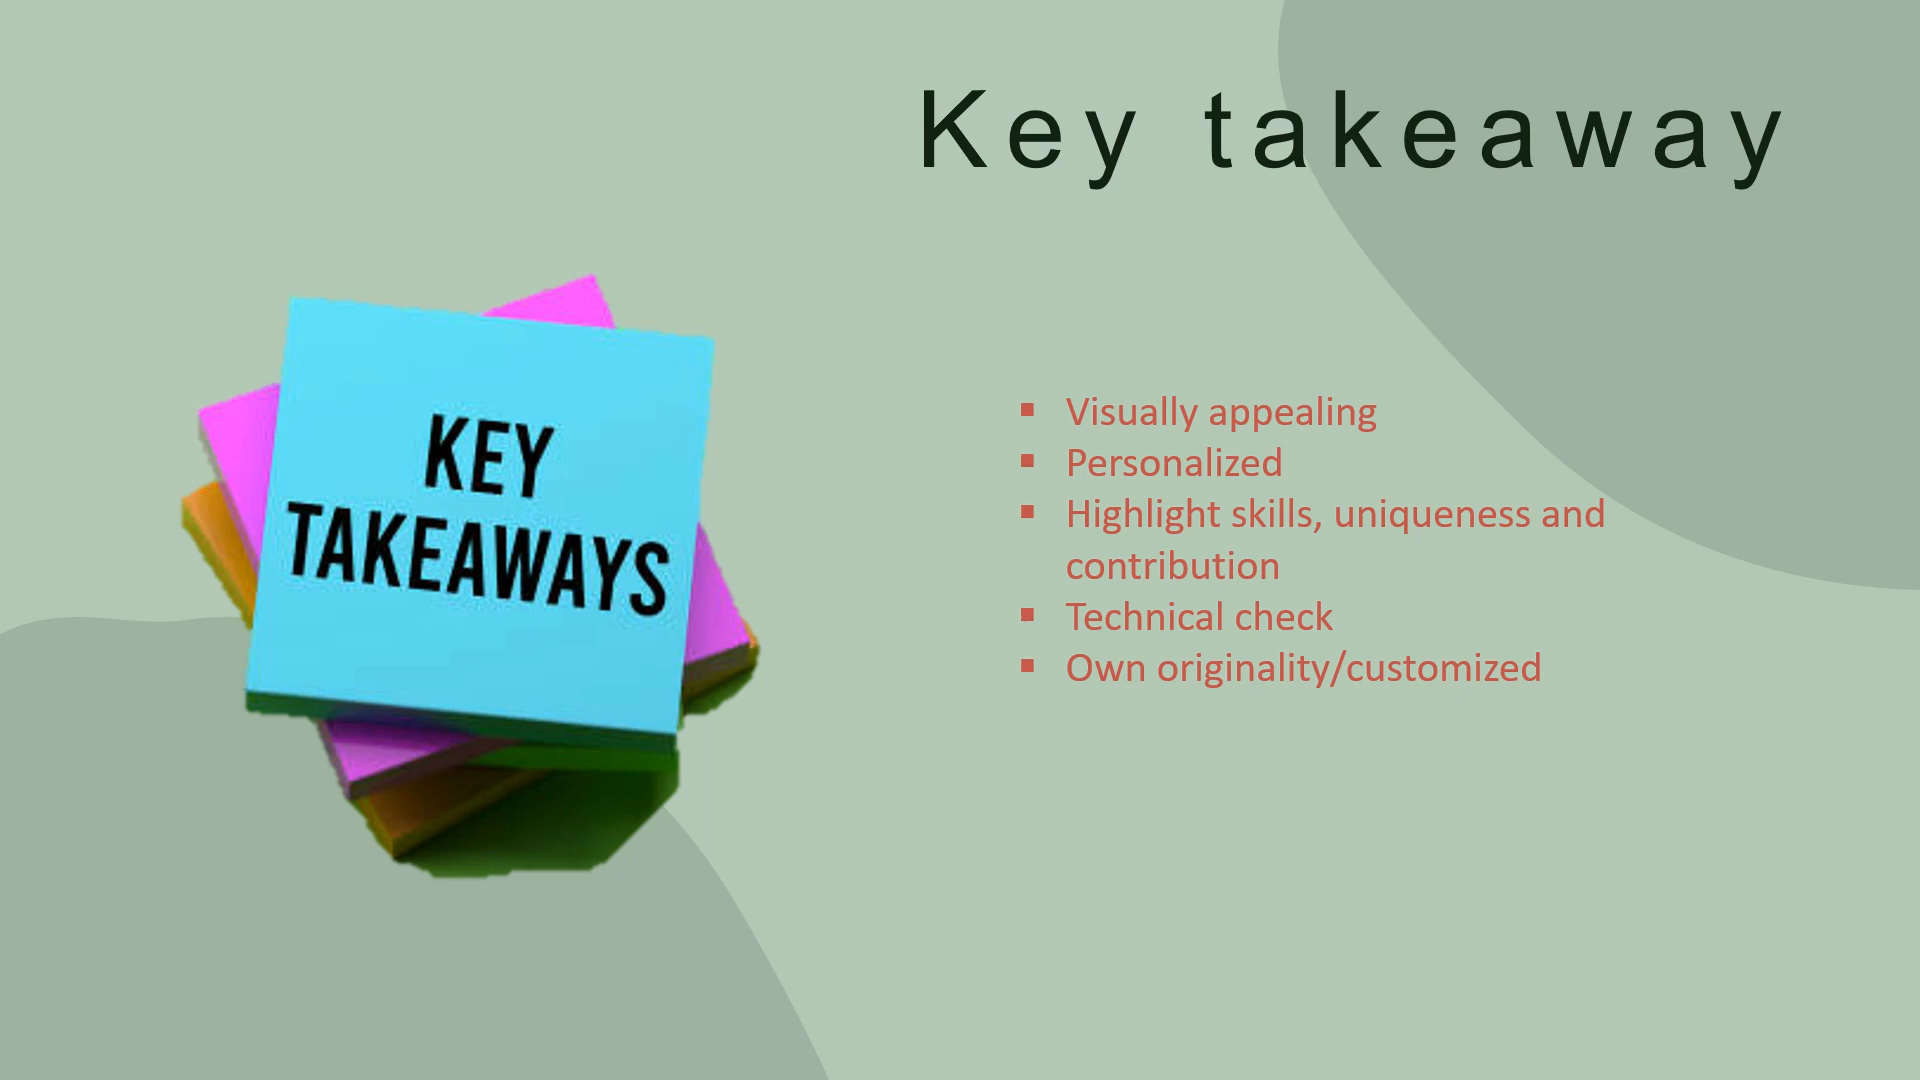 Key takeaway
KEY
TAKEAWAYS
▪ Visually appealing
▪ Personalized
▪ Highlight skills, uniqueness and
contribution
▪ Technical check
▪ Own originality/customized